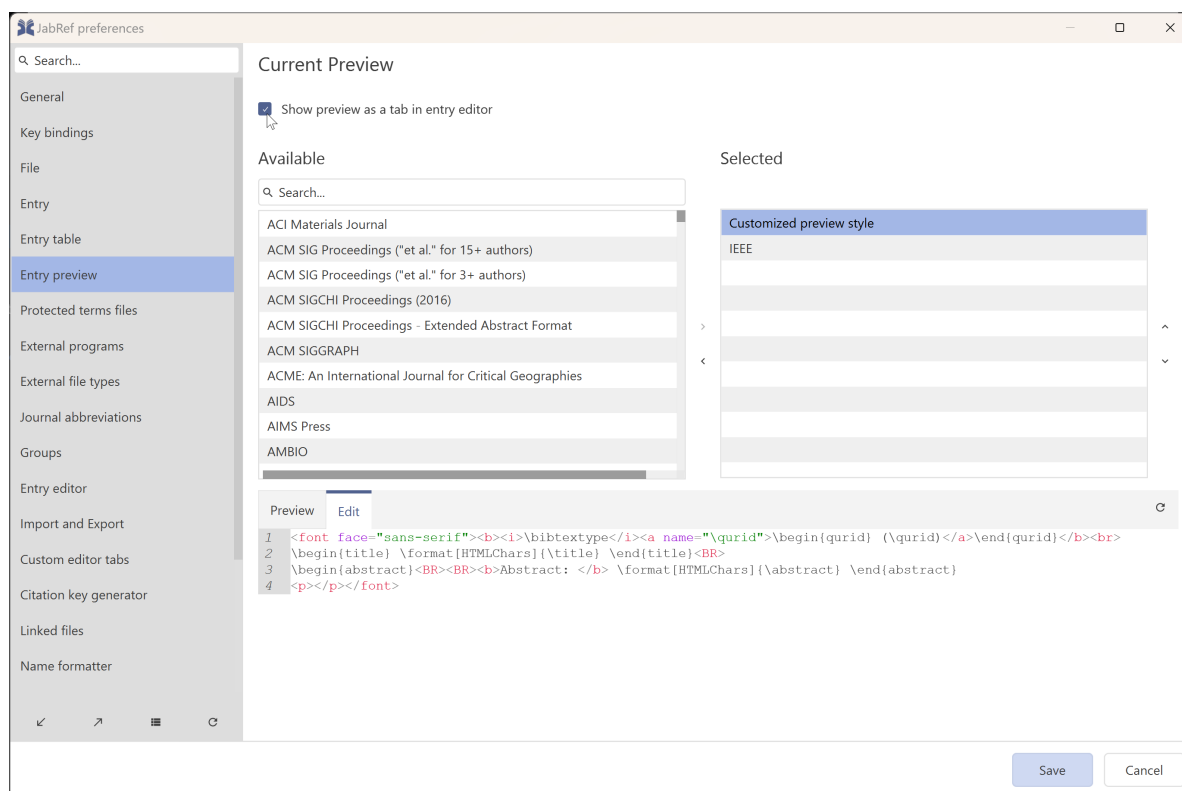 JabRef preferences
Search...
General
Key bindings
File
Entry
Entry table
Entry preview
Protected terms files
External programs
External file types
Journal abbreviations
Groups
Entry editor
Import and Export
Custom editor tabs
Citation key generator
Linked files
Name formatter
Current Preview
Show preview as a tab in entry editor
Available
Search...
ACI Materials Journal
ACM SIG Proceedings ("et al." for 15+ authors)
ACM SIG Proceedings ("et al." for 3+ authors)
ACM SIGCHI Proceedings (2016)
ACM SIGCHI Proceedings - Extended Abstract Format
ACM SIGGRAPH
ACME: An International Journal for Critical Geographies
AIDS
AIMS Press
AMBIO
Selected
Customized preview style
IEEE
Preview Edit
1 <font face="sans-serif"><b><i>\bibtextype</i><a name="\qurid">\begin{qurid} (\qurid)</a>\end{qurid}</b><br>
2 \begin{title} \format[HTMLChars]{\title} \end{title}<BR>
3 \begin{abstract}<BR><BR><b>Abstract: </b> \format[HTMLChars]{\abstract} \end{abstract}
4 <p></p></font>
Save Cancel